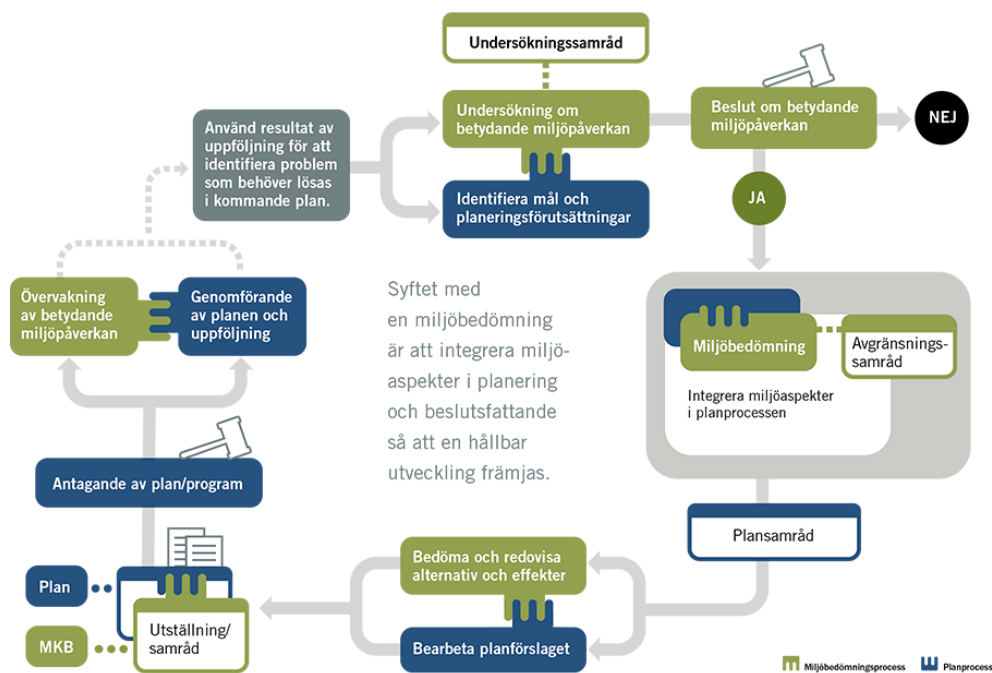 Undersökningssamråd
Undersökning om
betydande miljöpåverkan
Beslut om betydande
miljöpåverkan
NEJ
JA
Använd resultat av
uppföljning för att
identifiera problem
som behöver lösas
i kommande plan.
Identifiera mål och
planeringsförutsättningar
Övervakning
av betydande
miljöpåverkan
Genomförande
av planen och
uppföljning
Syftet med
en miljöbedömning
är att integrera miljö-
aspekter i planering
och beslutsfattande
så att en hållbar
utveckling främjas.
Miljöbedömning
Avgränsnings-
samråd
Integrera miljöaspekter
i planprocessen
Antagande av plan/program
Plansamråd
Bedöma och redovisa
alternativ och effekter
Bearbeta planförslaget
Plan
MKB
Utställning/
samråd
Miljöbedömningsprocess
Planprocess